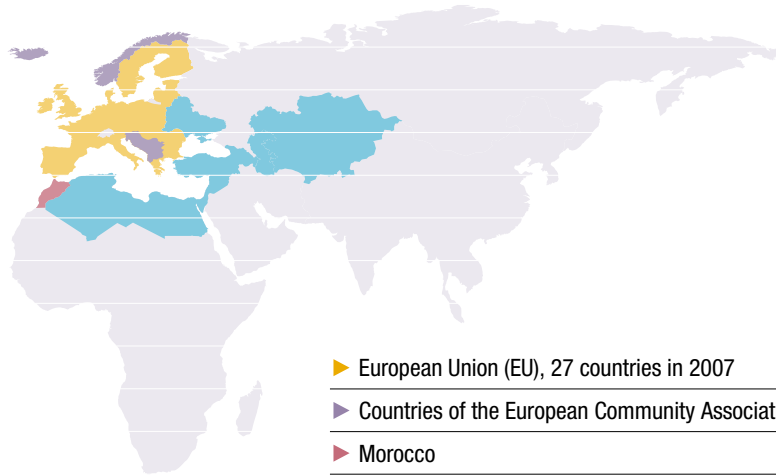 European Union (EU), 27 countries in 2007
Countries of the European Community Associat
Morocco